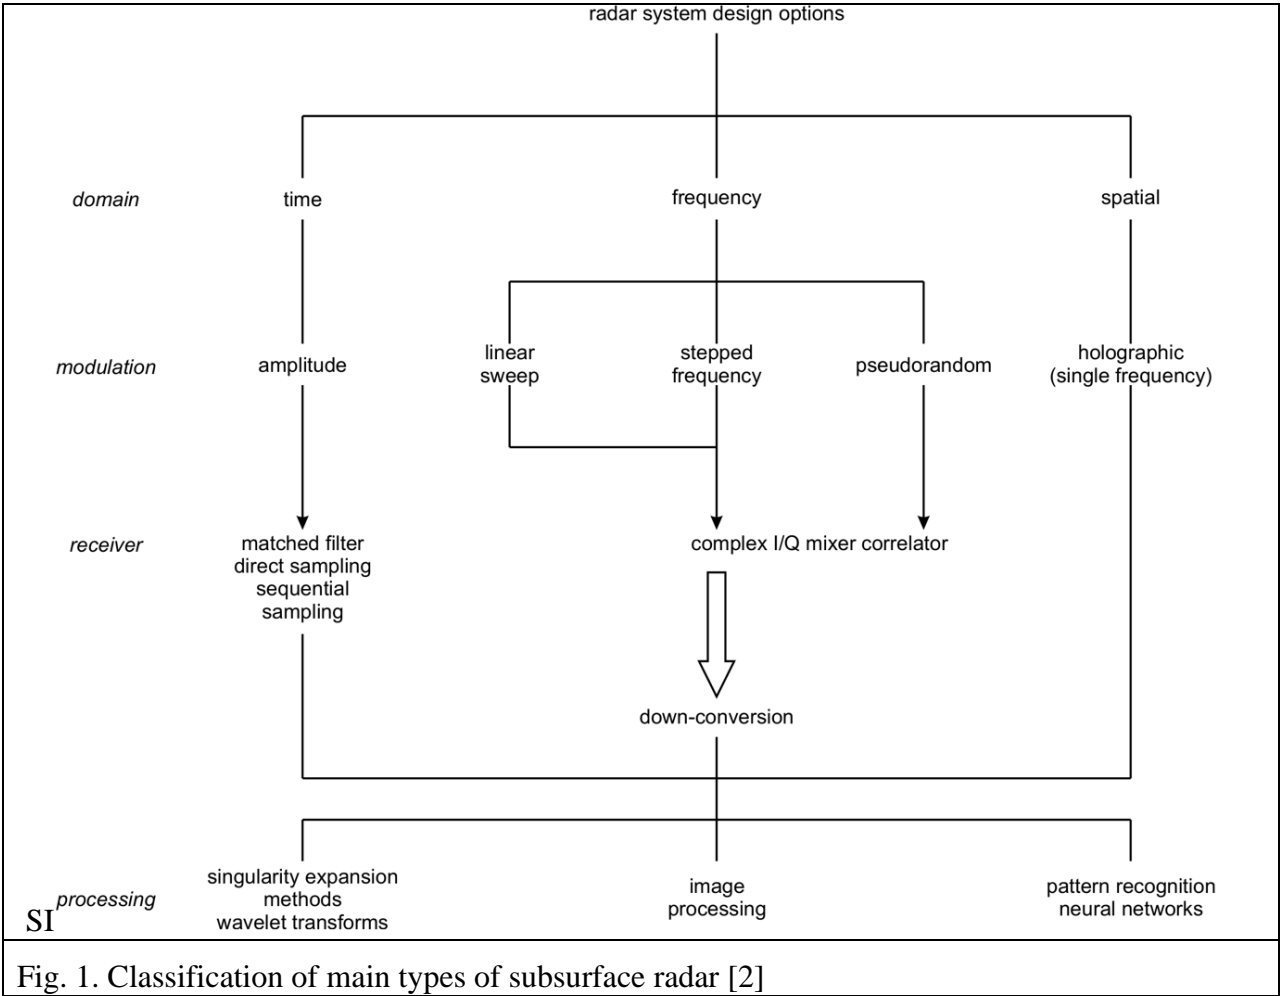 radar system design options
domain
time
frequency
spatial
modulation
amplitude
linear
sweep
stepped
frequency
pseudorandom
holographic
(single frequency)
receiver
matched filter
direct sampling
sequential
sampling
complex I/Q mixer correlator
down-conversion
processing
SI
singularity expansion
methods
wavelet transforms
image
processing
pattern recognition
neural networks
Fig. 1. Classification of main types of subsurface radar [2]